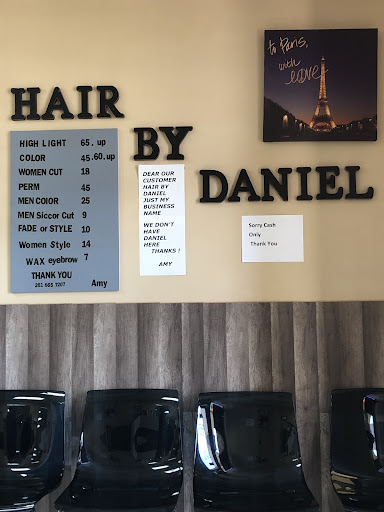 to Paris,
with
love
HAIR
BY
DANIEL
HIGH LIGHT 65. up
COLOR 45.60.up
WOMEN CUT 18
PERM 45
MEN COLOR 25
MEN Siccor Cut 9
FADE or STYLE 10
Women Style 14
WAX eyebrow 7
THANK YOU
201 985 7207 Amy
DEAR OUR
CUSTOMER
HAIR BY
DANIEL
JUST MY
BUSINESS
NAME
WE DON'T
HAVE
DANIEL
HERE
THANKS !
AMY
Sorry Cash
Only
Thank You